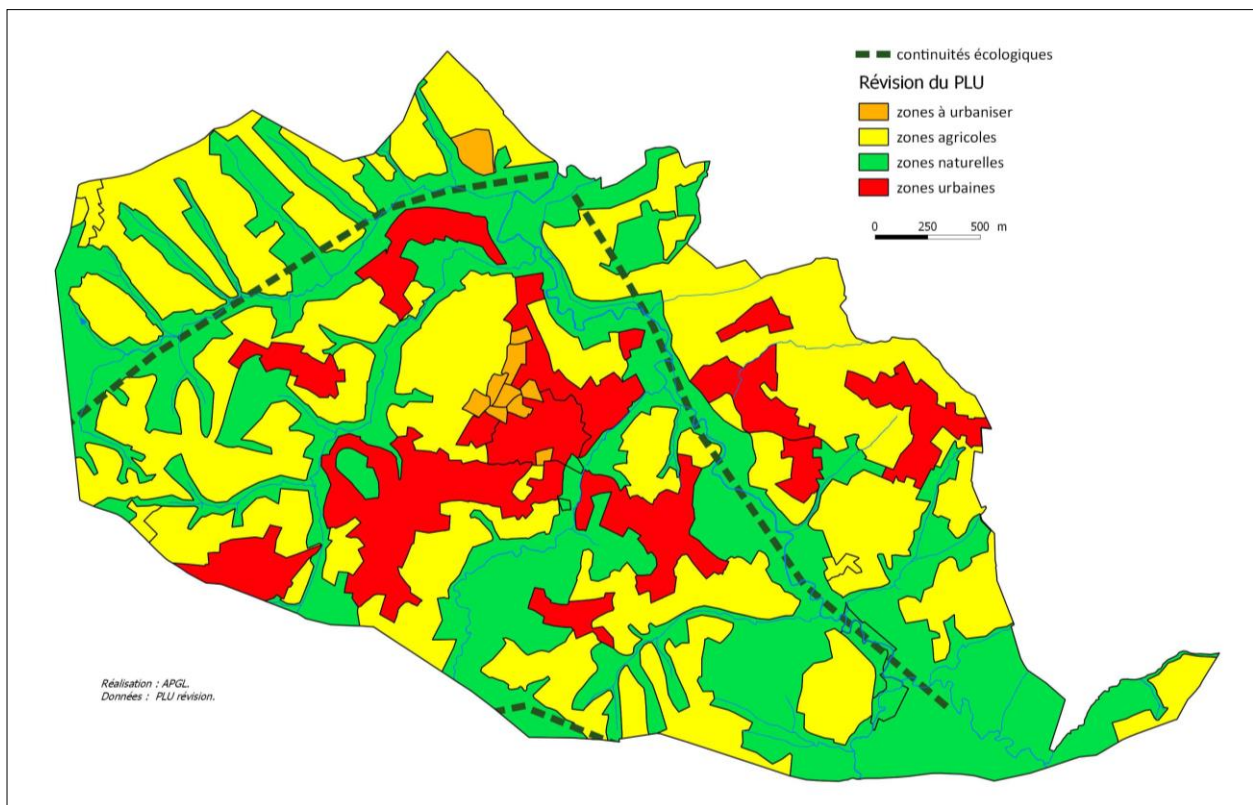 continuités écologiques
Révision du PLU
zones à urbaniser
zones agricoles
zones naturelles
zones urbaines
0 250 500 m
Réalisation : APGL.
Données : PLU révision.